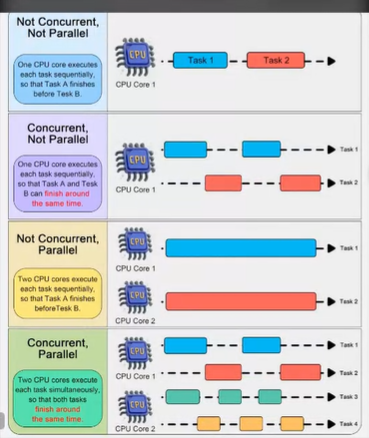 Not Concurrent,
Not Parallel
One CPU core executes
each task sequentially,
so that Task A finishes
before Tesk B.
CPU
CPU Core 1
Task 1
Task 2
Concurrent,
Not Parallel
One CPU core executes
each task sequentially,
so that Task A and Tesk
B can finish around
the same time.
CPU
CPU Core 1
Task 1
Task 2
Not Concurrent,
Parallel
Two CPU cores execute
each task sequentially,
so that Task A finishes
beforeTesk B.
CPU
CPU Core 1
Task 1
CPU
CPU Core 2
Task 2
Concurrent,
Parallel
Two CPU cores execute
each task simultaneously,
so that both tasks
finish around
the same time.
CPU
CPU Core 1
Task 1
Task 2
CPU
CPU Core 2
Task 3
Task 4